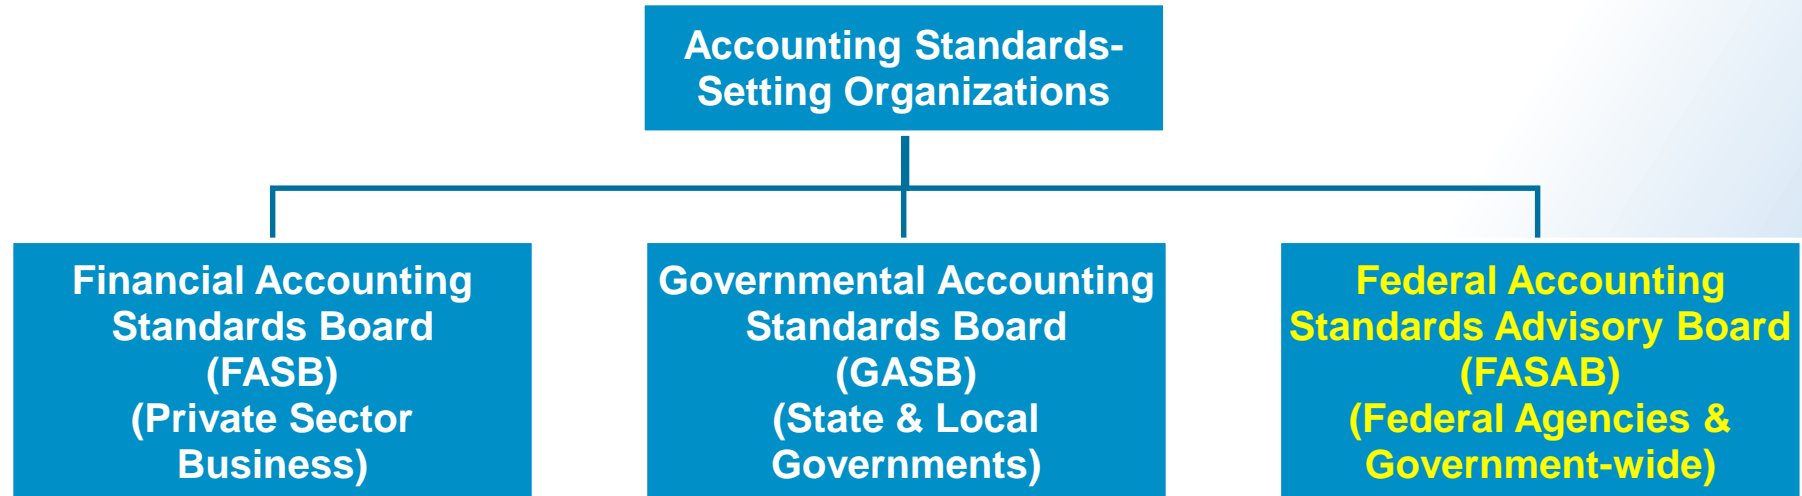 Accounting Standards-
Setting Organizations
Financial Accounting
Standards Board
(FASB)
(Private Sector
Business)
Governmental Accounting
Standards Board
(GASB)
(State & Local
Governments)
Federal Accounting
Standards Advisory Board
(FASAB)
(Federal Agencies &
Government-wide)